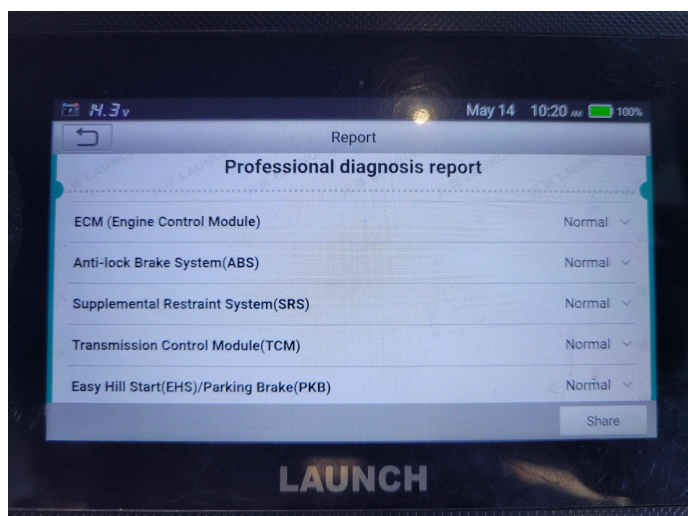 14.3 v May 14 10:20 AM 100%
Report
Professional diagnosis report
ECM (Engine Control Module) Normal
Anti-lock Brake System(ABS) Normal
Supplemental Restraint System(SRS) Normal
Transmission Control Module(TCM) Normal
Easy Hill Start(EHS)/Parking Brake(PKB) Normal
Share
LAUNCH